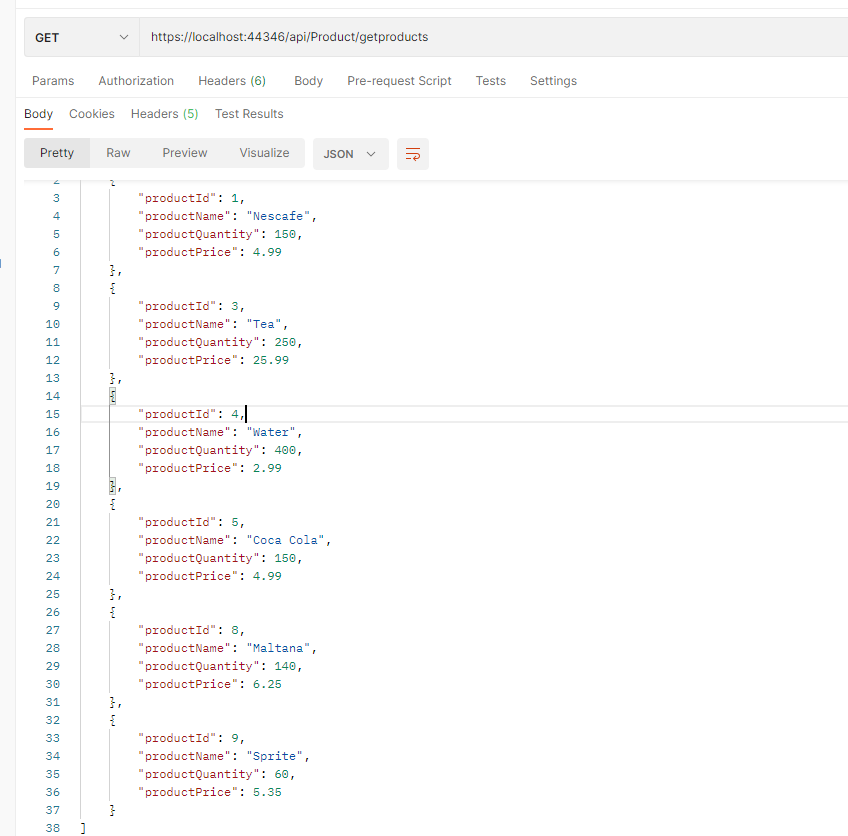 GET https://localhost:44346/api/Product/getproducts
Params Authorization Headers (6) Body Pre-request Script Tests Settings
Body Cookies Headers (5) Test Results
Pretty Raw Preview Visualize JSON
2 {
3 "productId": 1,
4 "productName": "Nescafe",
5 "productQuantity": 150,
6 "productPrice": 4.99
7 },
8 {
9 "productId": 3,
10 "productName": "Tea",
11 "productQuantity": 250,
12 "productPrice": 25.99
13 },
14 {
15 "productId": 4,
16 "productName": "Water",
17 "productQuantity": 400,
18 "productPrice": 2.99
19 },
20 {
21 "productId": 5,
22 "productName": "Coca Cola",
23 "productQuantity": 150,
24 "productPrice": 4.99
25 },
26 {
27 "productId": 8,
28 "productName": "Maltana",
29 "productQuantity": 140,
30 "productPrice": 6.25
31 },
32 {
33 "productId": 9,
34 "productName": "Sprite",
35 "productQuantity": 60,
36 "productPrice": 5.35
37 }
38 ]